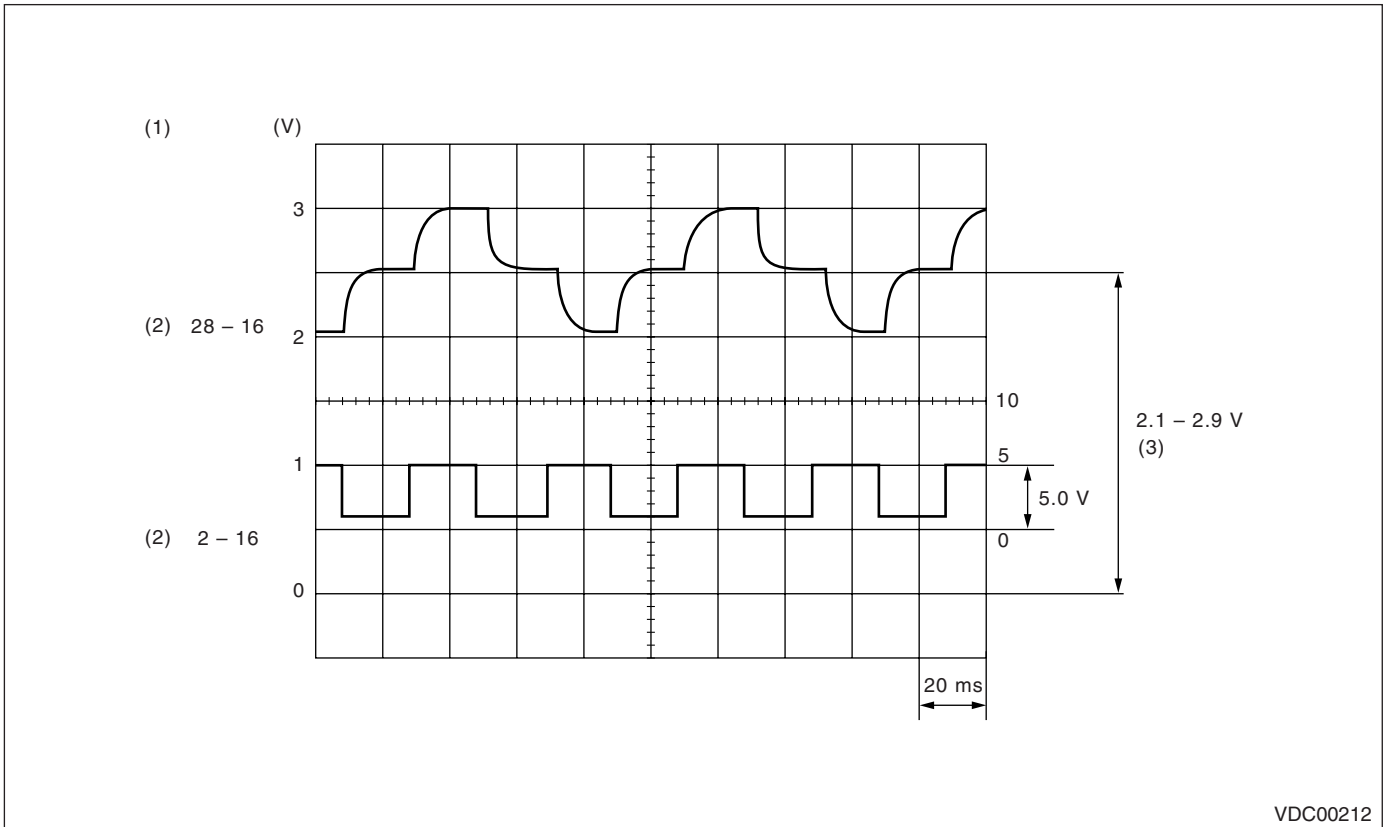 (1) (V)
3
(2) 28 – 16
2
10
2.1 – 2.9 V
(3)
1
5
5.0 V
(2) 2 – 16
0
0
20 ms
VDC00212